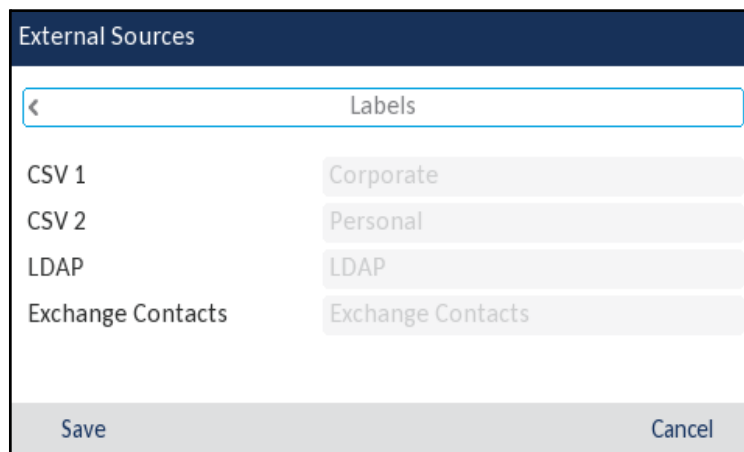 External Sources
Labels
CSV 1 Corporate
CSV 2 Personal
LDAP LDAP
Exchange Contacts Exchange Contacts
Save Cancel